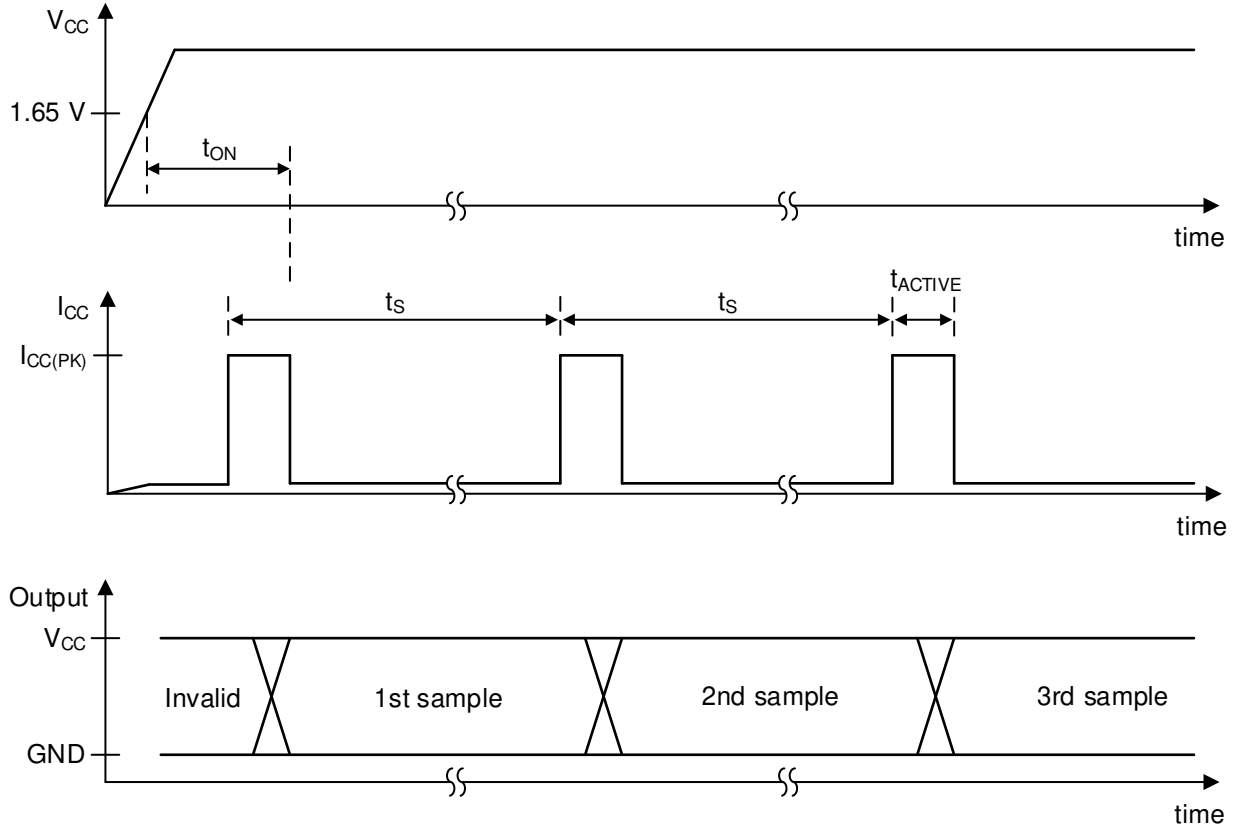 VCC
1.65 V
tON
time
ICC
tS
tS
tACTIVE
ICC(PK)
time
Output
VCC
Invalid
1st sample
2nd sample
3rd sample
GND
time